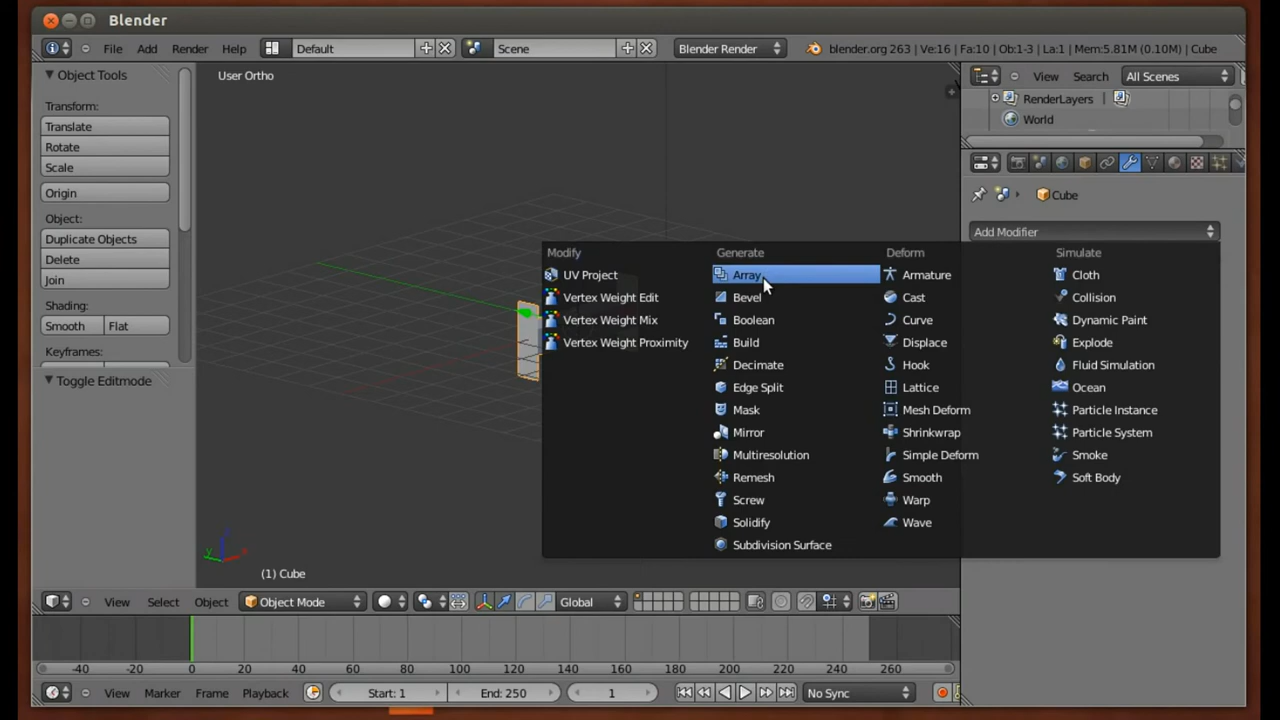 Blender
File Add Render Help Default Scene Blender Render blender.org 263 | Ve:16 | Fa:10 | Ob:1-3 | La:1 | Mem:5.81M (0.10M) | Cube
Object Tools
Transform:
Translate
Rotate
Scale
Origin
Object:
Duplicate Objects
Delete
Join
Shading:
Smooth Flat
Keyframes:
Toggle Editmode
User Ortho
View Search All Scenes
RenderLayers
World
Cube
Add Modifier
Modify
UV Project
Vertex Weight Edit
Vertex Weight Mix
Vertex Weight Proximity
Generate
Array
Bevel
Boolean
Build
Decimate
Edge Split
Mask
Mirror
Multiresolution
Remesh
Screw
Solidify
Subdivision Surface
Deform
Armature
Cast
Curve
Displace
Hook
Lattice
Mesh Deform
Shrinkwrap
Simple Deform
Smooth
Warp
Wave
Simulate
Cloth
Collision
Dynamic Paint
Explode
Fluid Simulation
Ocean
Particle Instance
Particle System
Smoke
Soft Body
y z x
(1) Cube
View Select Object Object Mode Global
-40 -20 0 20 40 60 80 100 120 140 160 180 200 220 240 260
View Marker Frame Playback Start: 1 End: 250 1 No Sync